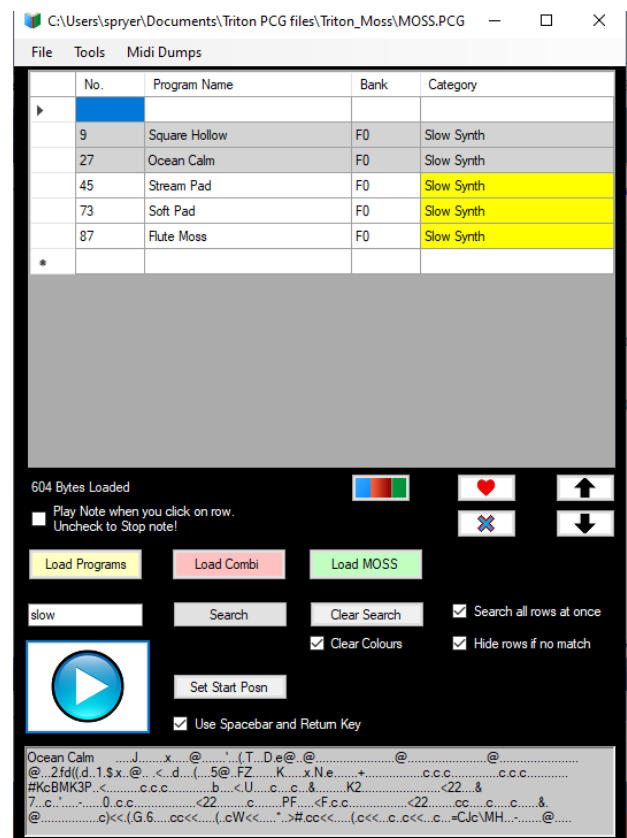 C:\Users\spryer\Documents\Triton PCG files\Triton_Moss\MOSS.PCG
File Tools Midi Dumps
No. Program Name Bank Category
9 Square Hollow F0 Slow Synth
27 Ocean Calm F0 Slow Synth
45 Stream Pad F0 Slow Synth
73 Soft Pad F0 Slow Synth
87 Flute Moss F0 Slow Synth
604 Bytes Loaded
Play Note when you click on row.
Uncheck to Stop note!
Load Programs Load Combi Load MOSS
slow Search Clear Search Search all rows at once
Clear Colours Hide rows if no match
Set Start Posn
Use Spacebar and Return Key
Ocean Calm